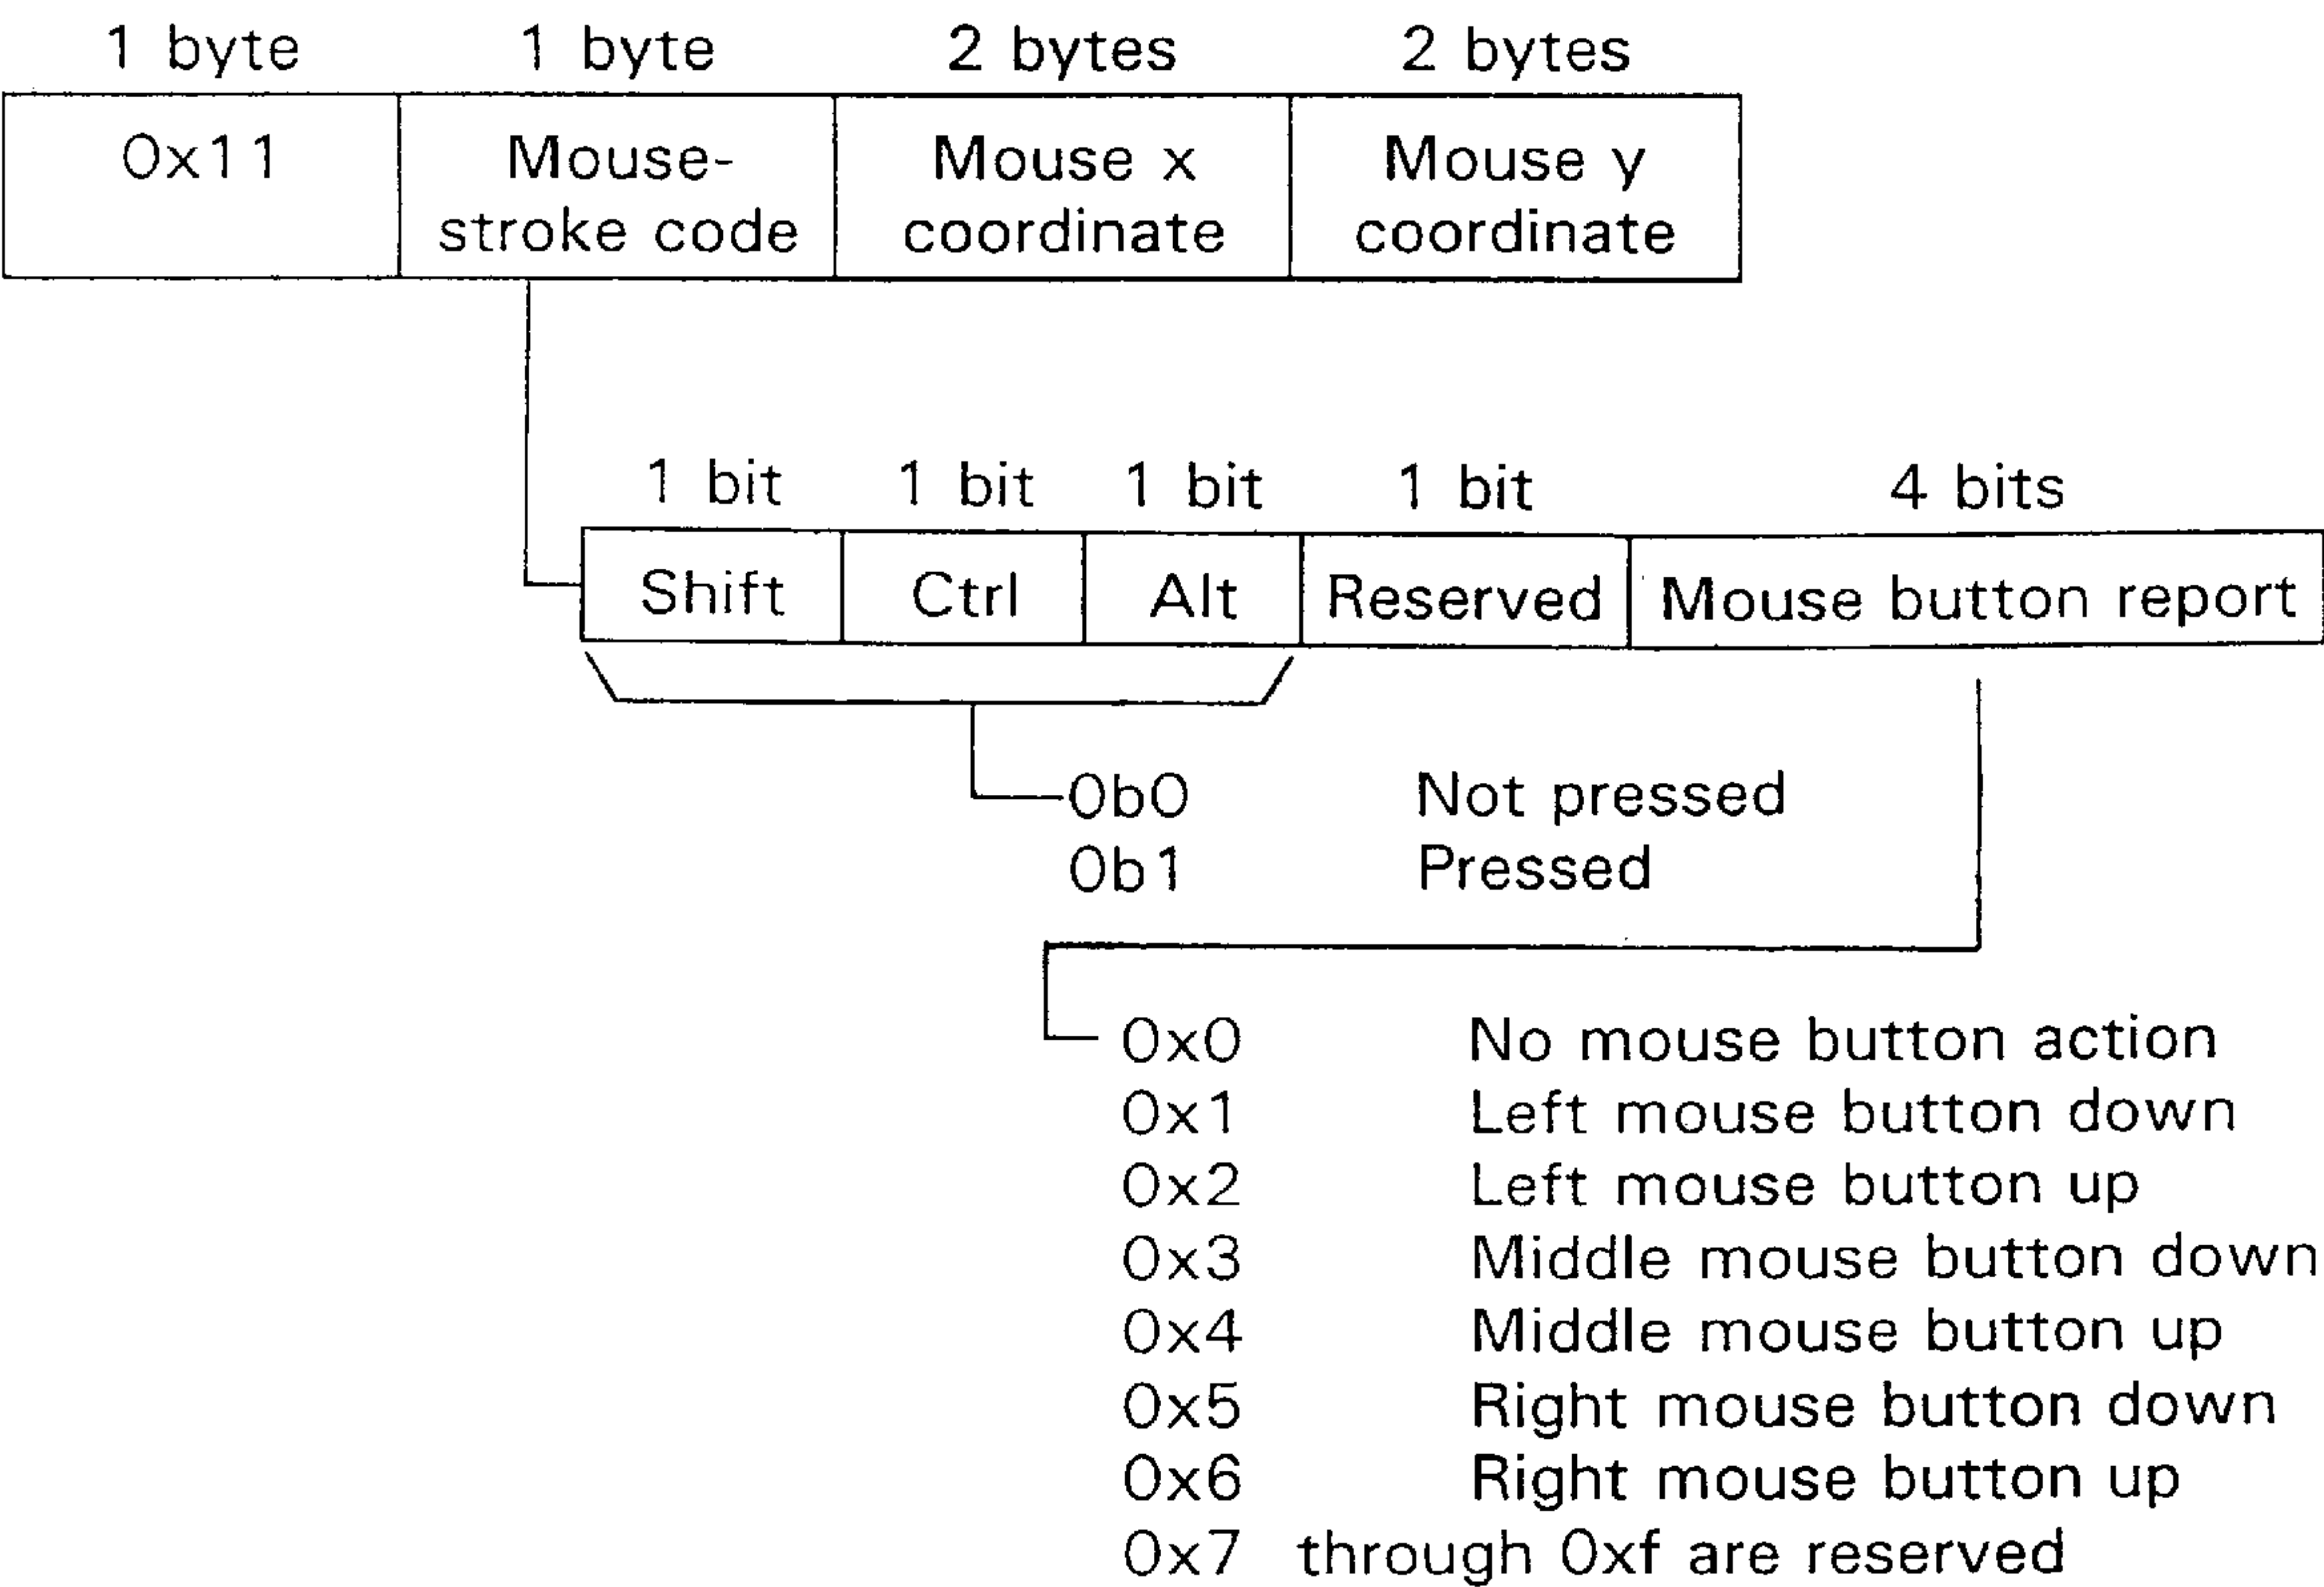 1 byte 1 byte 2 bytes 2 bytes
0x11 Mouse- Mouse x Mouse y
stroke code coordinate coordinate
1 bit 1 bit 1 bit 1 bit 4 bits
Shift Ctrl Alt Reserved Mouse button report
0b0 Not pressed
0b1 Pressed
0x0 No mouse button action
0x1 Left mouse button down
0x2 Left mouse button up
0x3 Middle mouse button down
0x4 Middle mouse button up
0x5 Right mouse button down
0x6 Right mouse button up
0x7 through 0xf are reserved